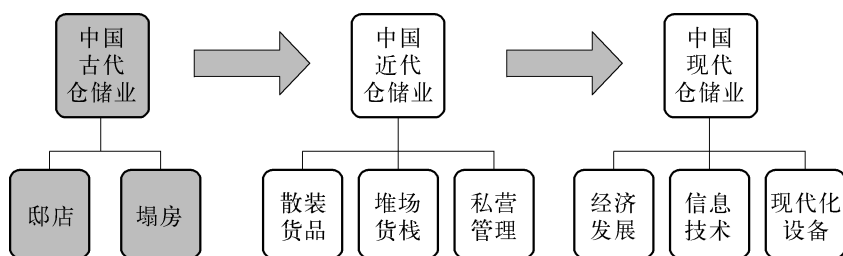 中国
古代
仓储业
中国
近代
仓储业
中国
现代
仓储业
邸店
塌房
散装
货品
堆场
货栈
私营
管理
经济
发展
信息
技术
现代化
设备